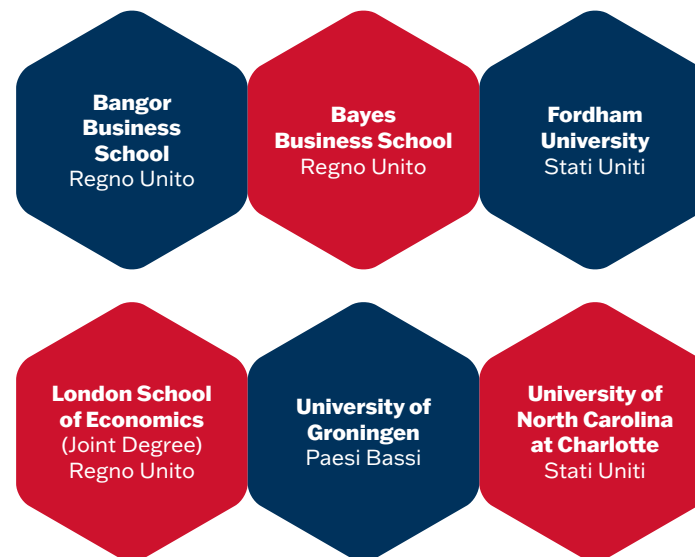 Bangor
Business
School
Regno Unito
Bayes
Business School
Regno Unito
Fordham
University
Stati Uniti
London School
of Economics
(Joint Degree)
Regno Unito
University of
Groningen
Paesi Bassi
University of
North Carolina
at Charlotte
Stati Uniti